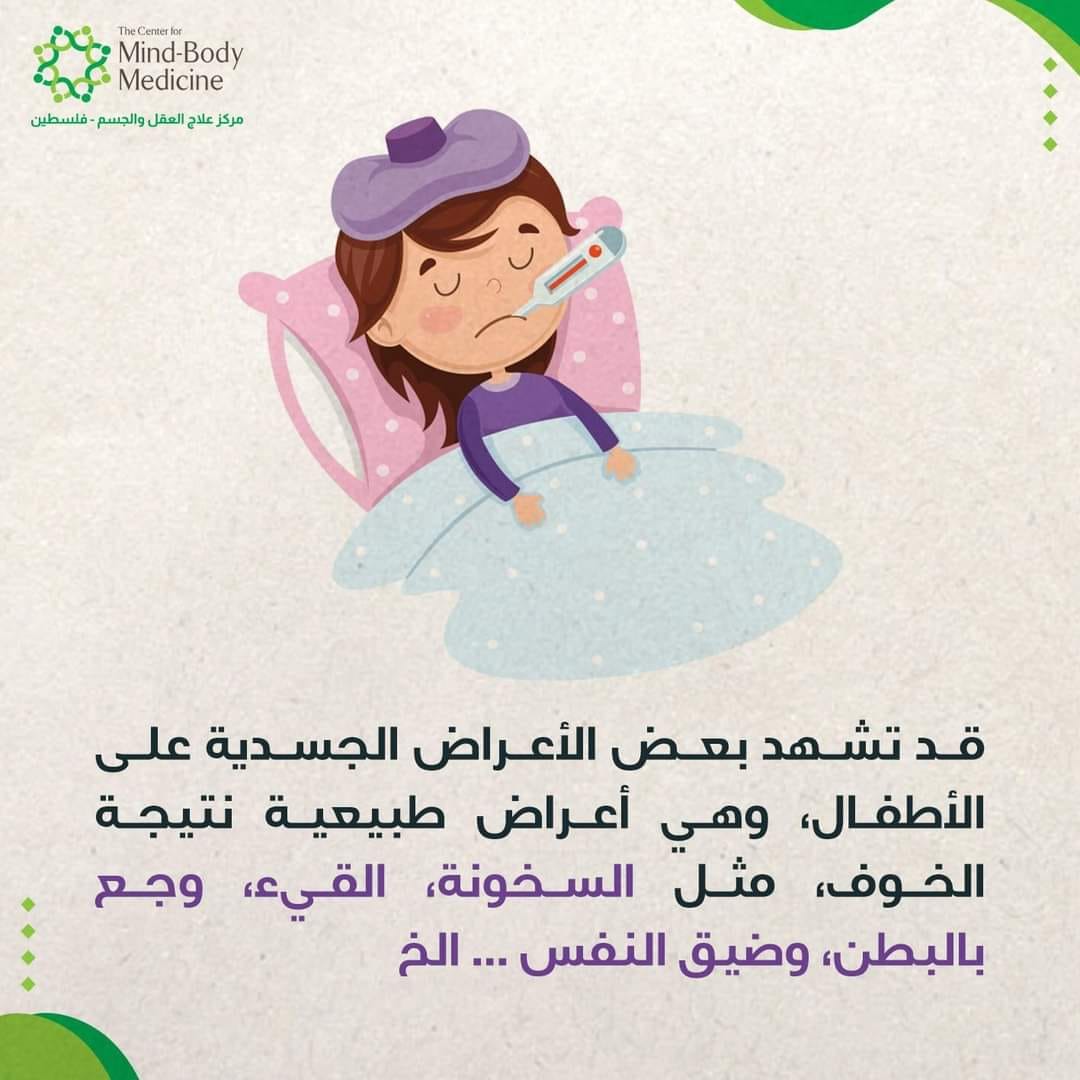 The Center for
Mind-Body
Medicine
مركز علاج العقل والجسم - فلسطين
قد تشهد بعض الأعراض الجسدية على
الأطفال، وهي أعراض طبيعية نتيجة
الخوف، مثل السخونة، القيء، وجع
بالبطن، وضيق النفس ... الخ